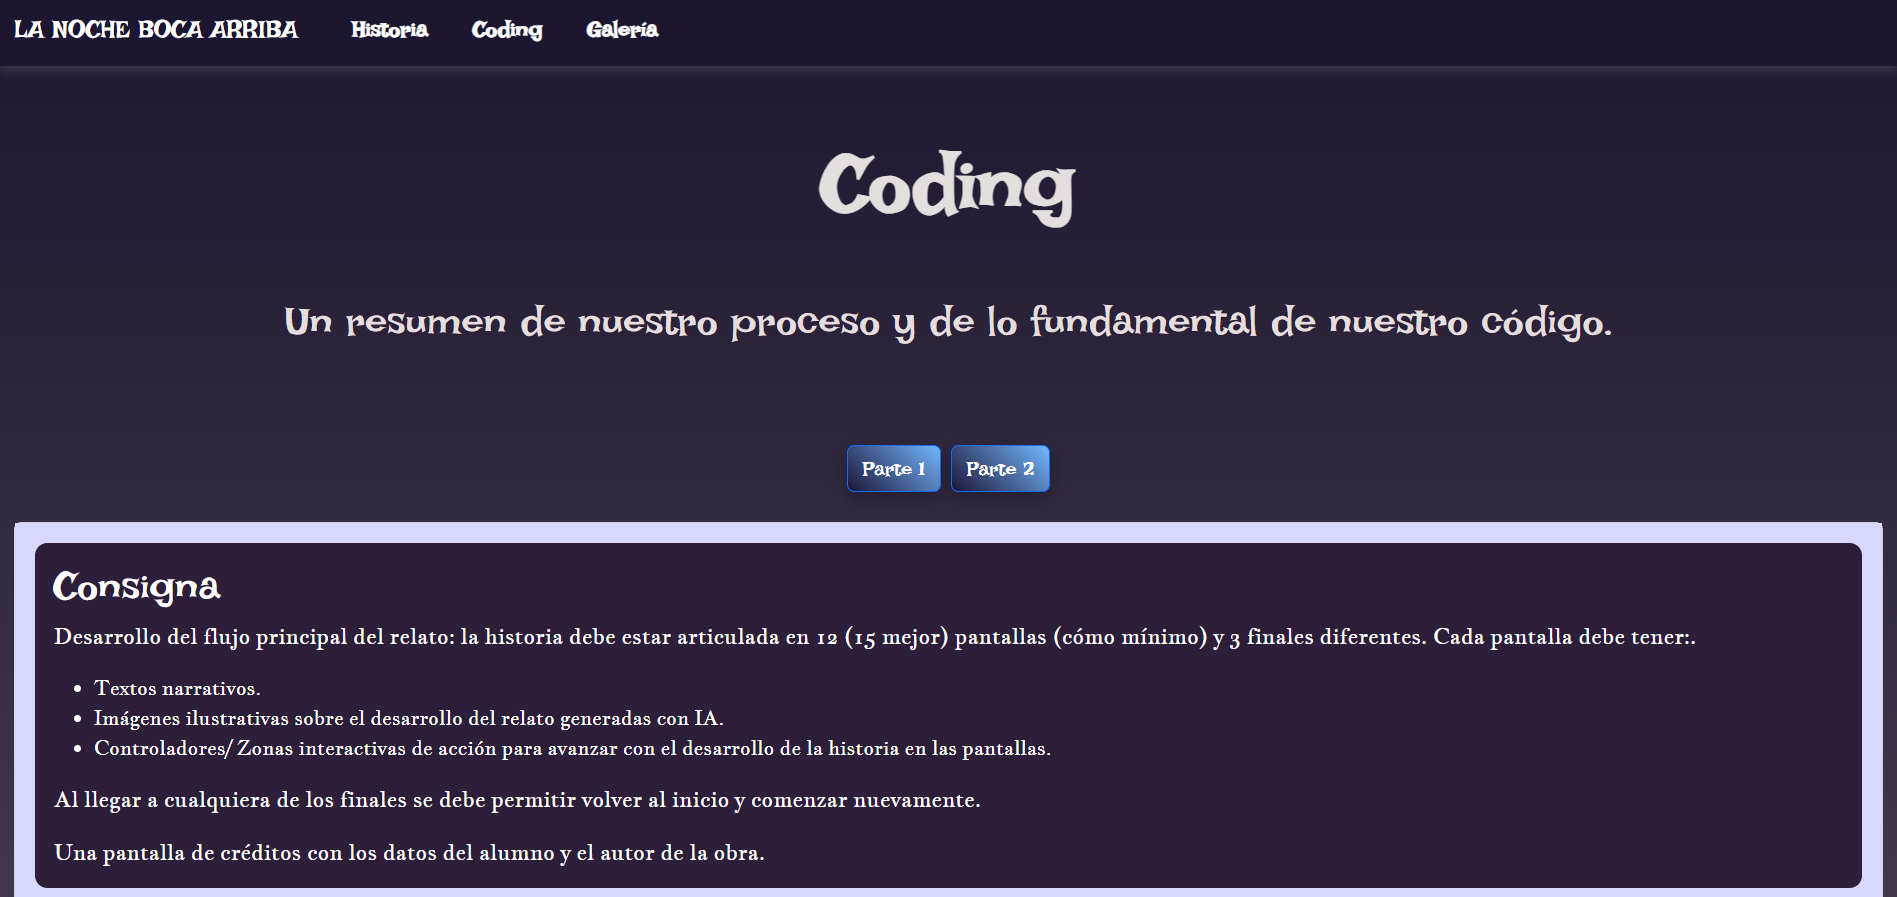 LA NOCHE BOCA ARRIBA Historia Coding Galería
Coding
Un resumen de nuestro proceso y de lo fundamental de nuestro código.
Parte 1 Parte 2
Consigna
Desarrollo del flujo principal del relato: la historia debe estar articulada en 12 (15 mejor) pantallas (cómo mínimo) y 3 finales diferentes. Cada pantalla debe tener:.
• Textos narrativos.
• Imágenes ilustrativas sobre el desarrollo del relato generadas con IA.
• Controladores/ Zonas interactivas de acción para avanzar con el desarrollo de la historia en las pantallas.
Al llegar a cualquiera de los finales se debe permitir volver al inicio y comenzar nuevamente.
Una pantalla de créditos con los datos del alumno y el autor de la obra.